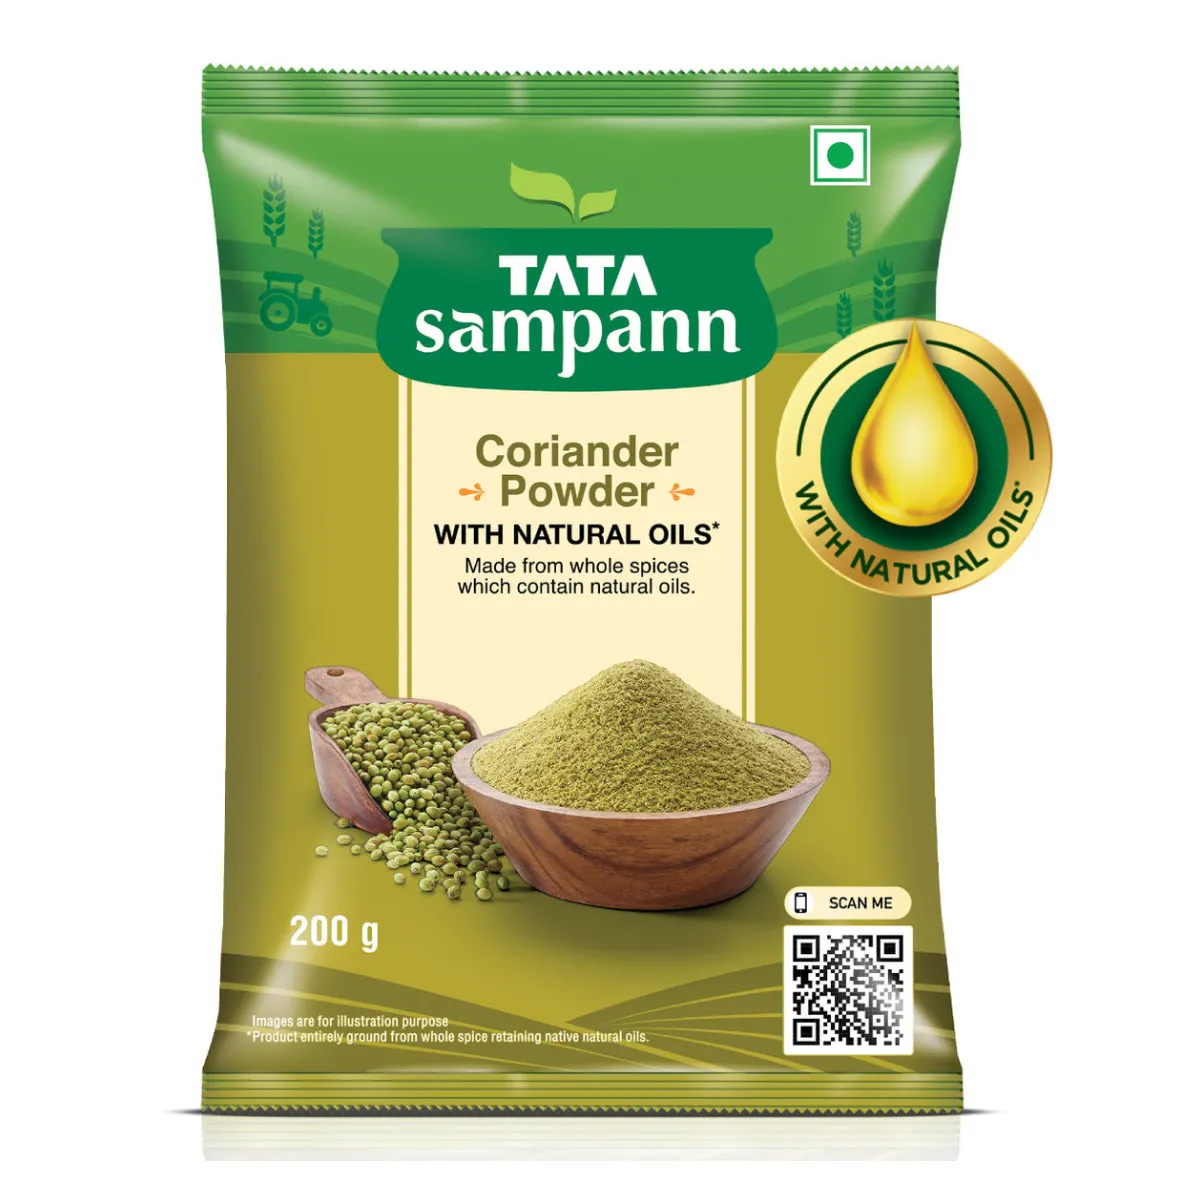 TATA
sampann
Coriander
Powder
WITH NATURAL OILS*
Made from whole spices
which contain natural oils.
WITH NATURAL OILS*
200 g
SCAN ME
Images are for illustration purpose
*Product entirely ground from whole spice retaining native natural oils.